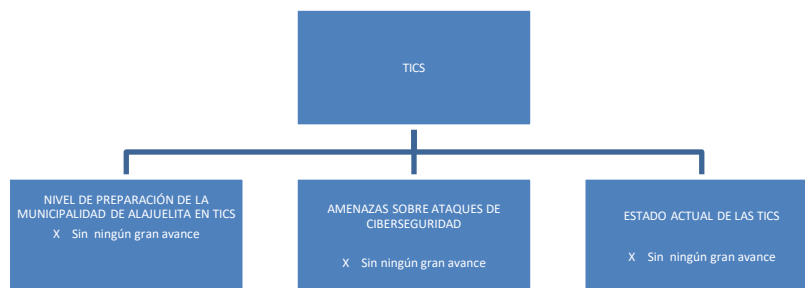 TICS
NIVEL DE PREPARACIÓN DE LA
MUNICIPALIDAD DE ALAJUELITA EN TICS
X Sin ningún gran avance
AMENAZAS SOBRE ATAQUES DE
CIBERSEGURIDAD
X Sin ningún gran avance
ESTADO ACTUAL DE LAS TICS
X Sin ningún gran avance